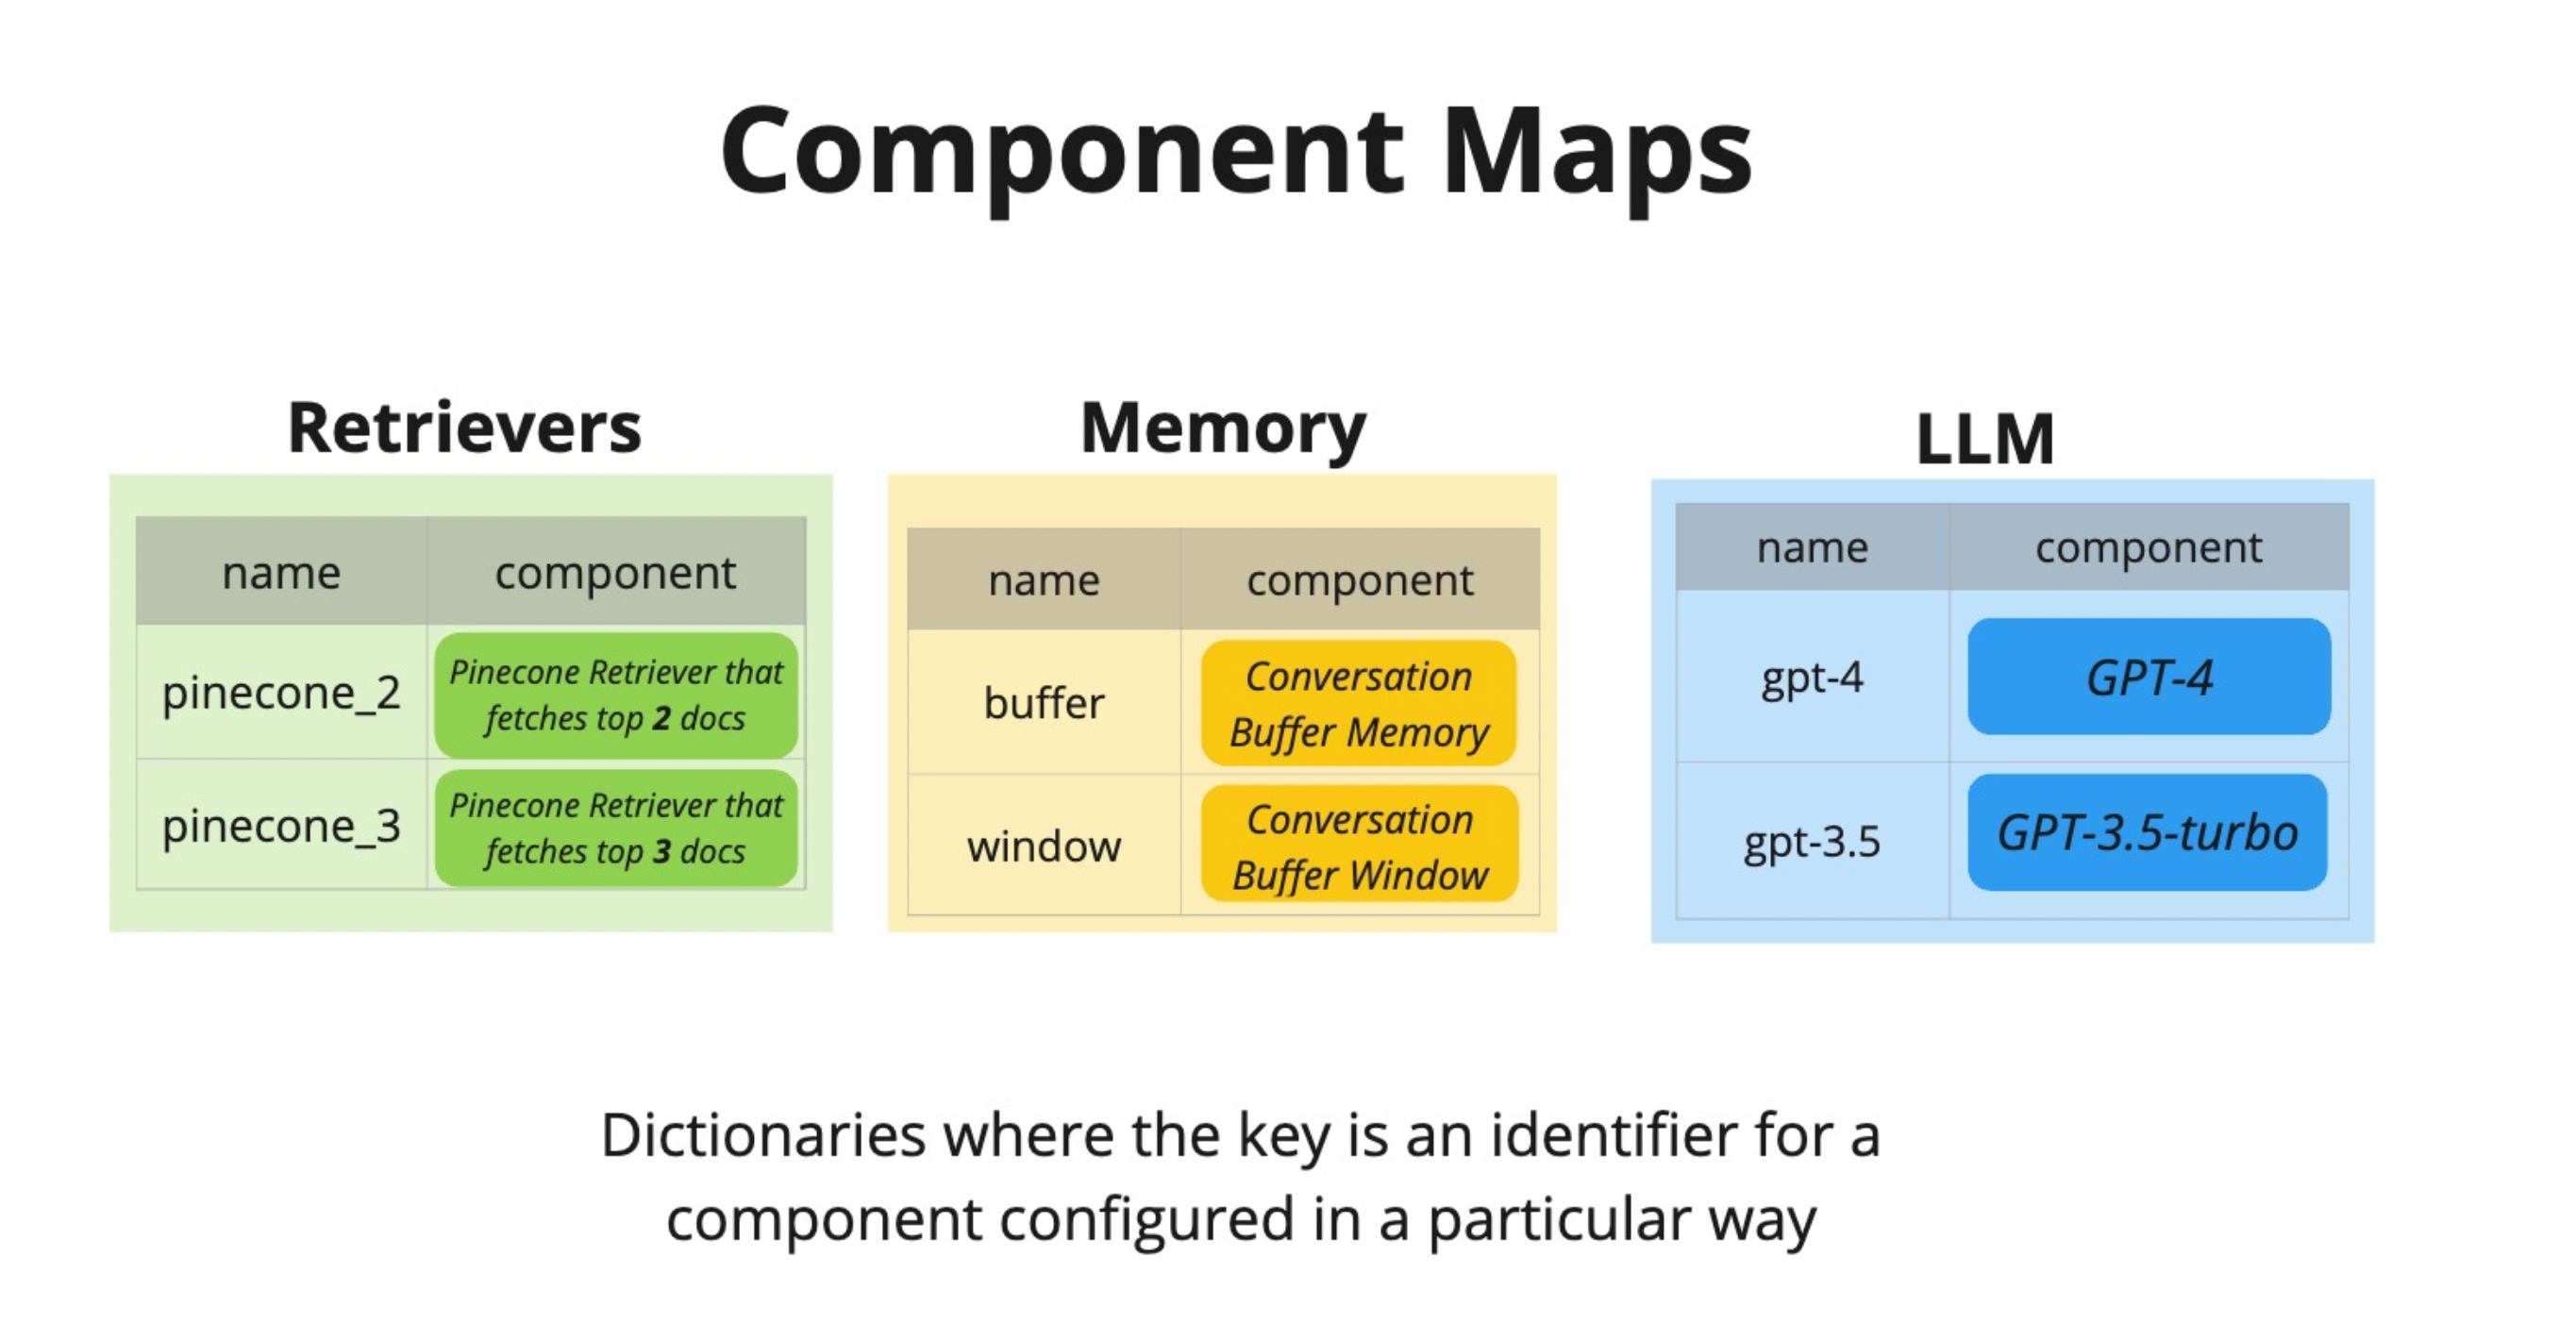 Component Maps
Retrievers
name component
pinecone_2 Pinecone Retriever that
fetches top 2 docs
pinecone_3 Pinecone Retriever that
fetches top 3 docs
Memory
name component
buffer Conversation
Buffer Memory
window Conversation
Buffer Window
LLM
name component
gpt-4 GPT-4
gpt-3.5 GPT-3.5-turbo
Dictionaries where the key is an identifier for a
component configured in a particular way